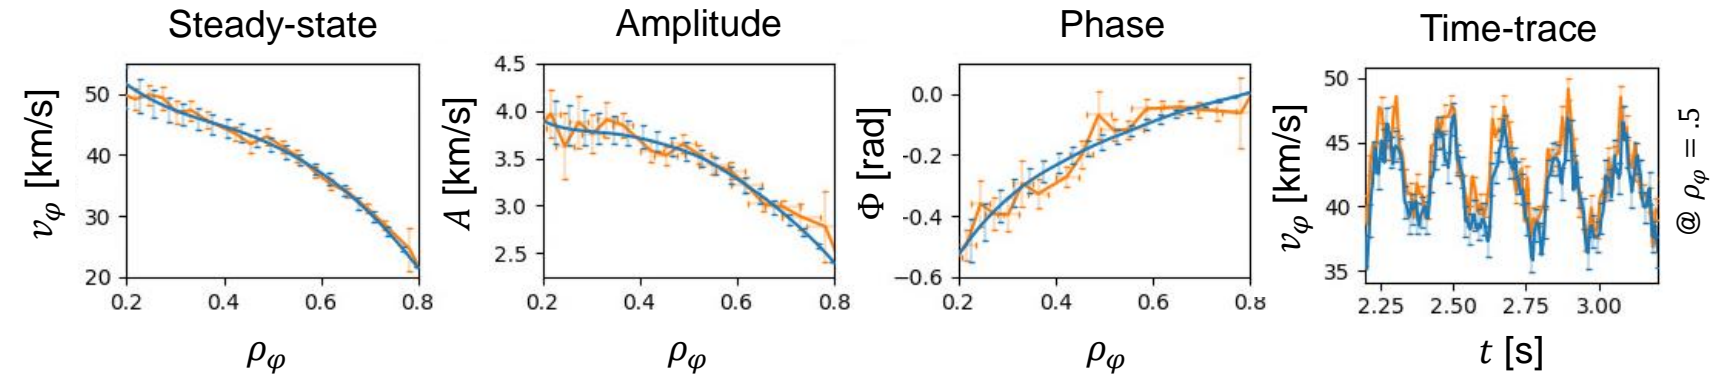 Steady-state
Amplitude
Phase
Time-trace
v_φ [km/s]
50
40
30
20
0.2 0.4 0.6 0.8
ρ_φ
A [km/s]
4.5
4.0
3.5
3.0
2.5
0.2 0.4 0.6 0.8
ρ_φ
Φ [rad]
0.0
-0.2
-0.4
−0.6
0.2 0.4 0.6 0.8
ρ_φ
v_φ [km/s]
50
45
40
35
2.25 2.50 2.75 3.00
t [s]
@ ρ_φ = .5